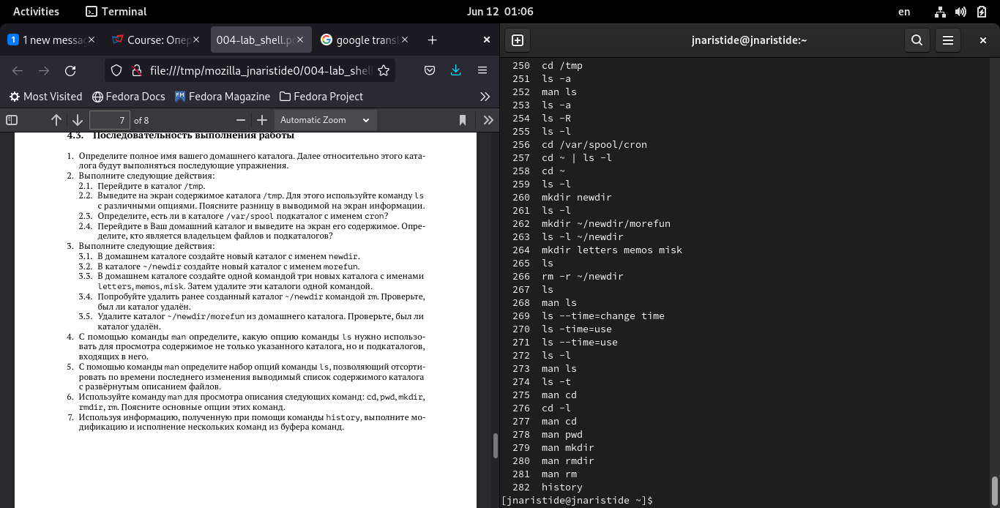 Activities Terminal Jun 12 01:06 en
1 1 new messag Course: Опер 004-lab_shell.pd google transl
file:///tmp/mozilla_jnaristide0/004-lab_shell
Most Visited Fedora Docs Fedora Magazine Fedora Project
7 of 8 Automatic Zoom
4.3. Последовательность выполнения работы
1. Определите полное имя вашего домашнего каталога. Далее относительно этого ката-
лога будут выполняться последующие упражнения.
2. Выполните следующие действия:
2.1. Перейдите в каталог /tmp.
2.2. Выведите на экран содержимое каталога /tmp. Для этого используйте команду ls
с различными опциями. Поясните разницу в выводимой на экран информации.
2.3. Определите, есть ли в каталоге /var/spool подкаталог с именем cron?
2.4. Перейдите в Ваш домашний каталог и выведите на экран его содержимое. Опре-
делите, кто является владельцем файлов и подкаталогов?
3. Выполните следующие действия:
3.1. В домашнем каталоге создайте новый каталог с именем newdir.
3.2. В каталоге ~/newdir создайте новый каталог с именем morefun.
3.3. В домашнем каталоге создайте одной командой три новых каталога с именами
letters, memos, misk. Затем удалите эти каталоги одной командой.
3.4. Попробуйте удалить ранее созданный каталог ~/newdir командой rm. Проверьте,
был ли каталог удалён.
3.5. Удалите каталог ~/newdir/morefun из домашнего каталога. Проверьте, был ли
каталог удалён.
4. С помощью команды man определите, какую опцию команды ls нужно использо-
вать для просмотра содержимое не только указанного каталога, но и подкаталогов,
входящих в него.
5. С помощью команды man определите набор опций команды ls, позволяющий отсорти-
ровать по времени последнего изменения выводимый список содержимого каталога
с развёрнутым описанием файлов.
6. Используйте команду man для просмотра описания следующих команд: cd, pwd, mkdir,
rmdir, rm. Поясните основные опции этих команд.
7. Используя информацию, полученную при помощи команды history, выполните мо-
дификацию и исполнение нескольких команд из буфера команд.
jnaristide@jnaristide:~
250 cd /tmp
251 ls -a
252 man ls
253 ls -a
254 ls -R
255 ls -l
256 cd /var/spool/cron
257 cd ~ | ls -l
258 cd ~
259 ls -l
260 mkdir newdir
261 ls -l
262 mkdir ~/newdir/morefun
263 ls -l ~/newdir
264 mkdir letters memos misk
265 ls
266 rm -r ~/newdir
267 ls
268 man ls
269 ls --time=change time
270 ls -time=use
271 ls --time=use
272 ls -l
273 man ls
274 ls -t
275 man cd
276 cd -l
277 man cd
278 man pwd
279 man mkdir
280 man rmdir
281 man rm
282 history
[jnaristide@jnaristide ~]$